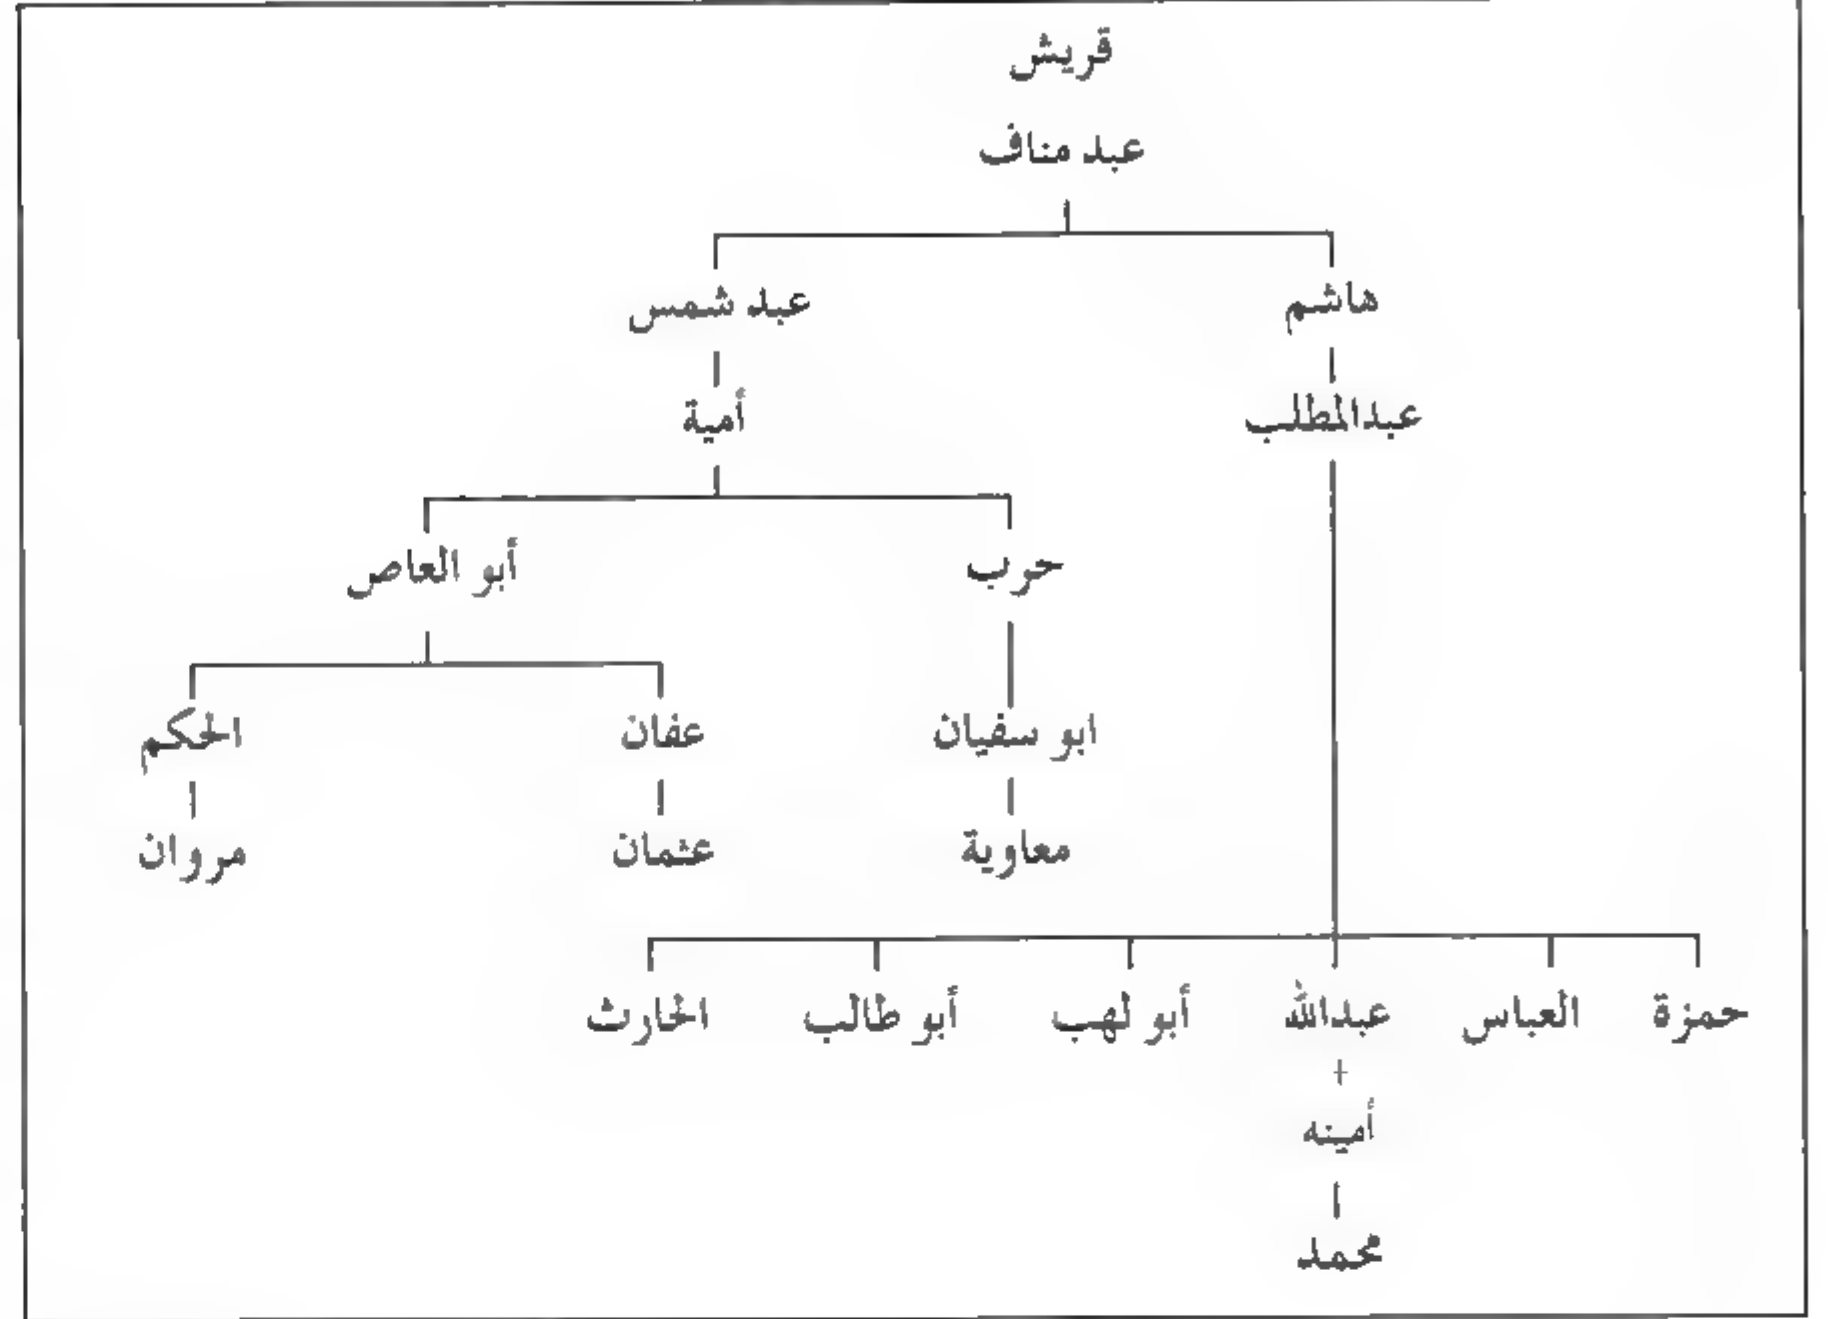 قريش
عبد مناف
هاشم
عبد شمس
عبدالمطلب
أمية
حرب
أبو العاص
ابو سفيان
عفان
الحكم
معاوية
عثمان
مروان
حمزة
العباس
عبدالله
أبو لهب
أبو طالب
الحارث
+
أمينه
محمد